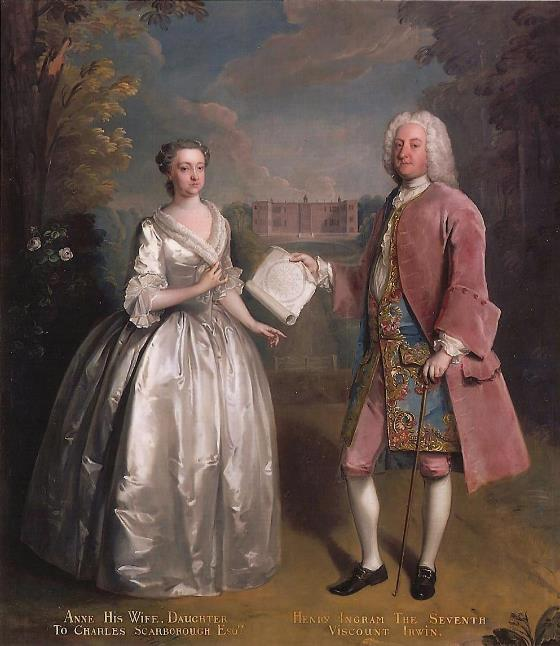 Anne His Wife, Daughter
To Charles Scarborough Esqr.
Henry Ingram The Seventh
Viscount Irwin.